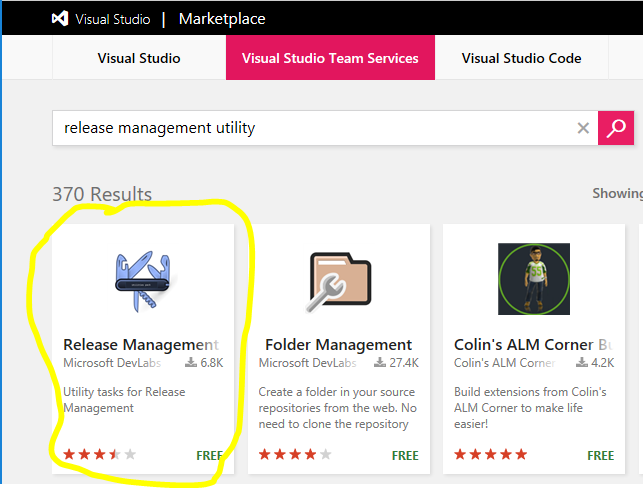 Visual Studio | Marketplace
Visual Studio
Visual Studio Team Services
Visual Studio Code
release management utility
370 Results
Showing
Release Management
Microsoft DevLabs 6.8K
Utility tasks for Release
Management
FREE
Folder Management
Microsoft DevLabs 27.4K
Create a folder in your source
repositories from the web. No
need to clone the repository
FREE
Colin's ALM Corner
Colin's ALM Corner 4.2K
Build extensions from Colin's
ALM Corner to make life
easier!
FREE